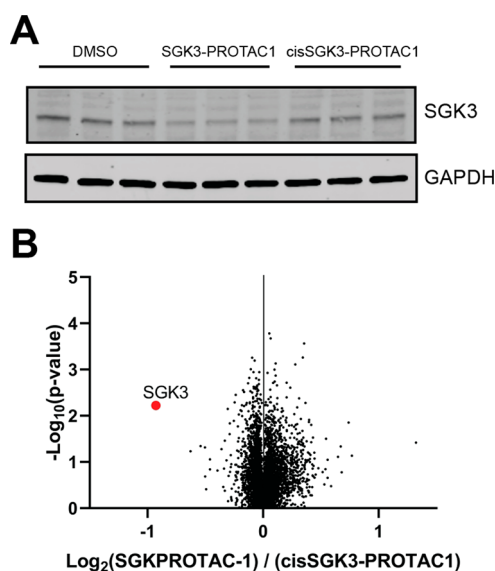 A
DMSO SGK3-PROTAC1 cisSGK3-PROTAC1
SGK3
GAPDH
B
5
4
3
2
1
0
-Log10(p-value)
SGK3
-1 0 1
Log2(SGKPROTAC-1) / (cisSGK3-PROTAC1)